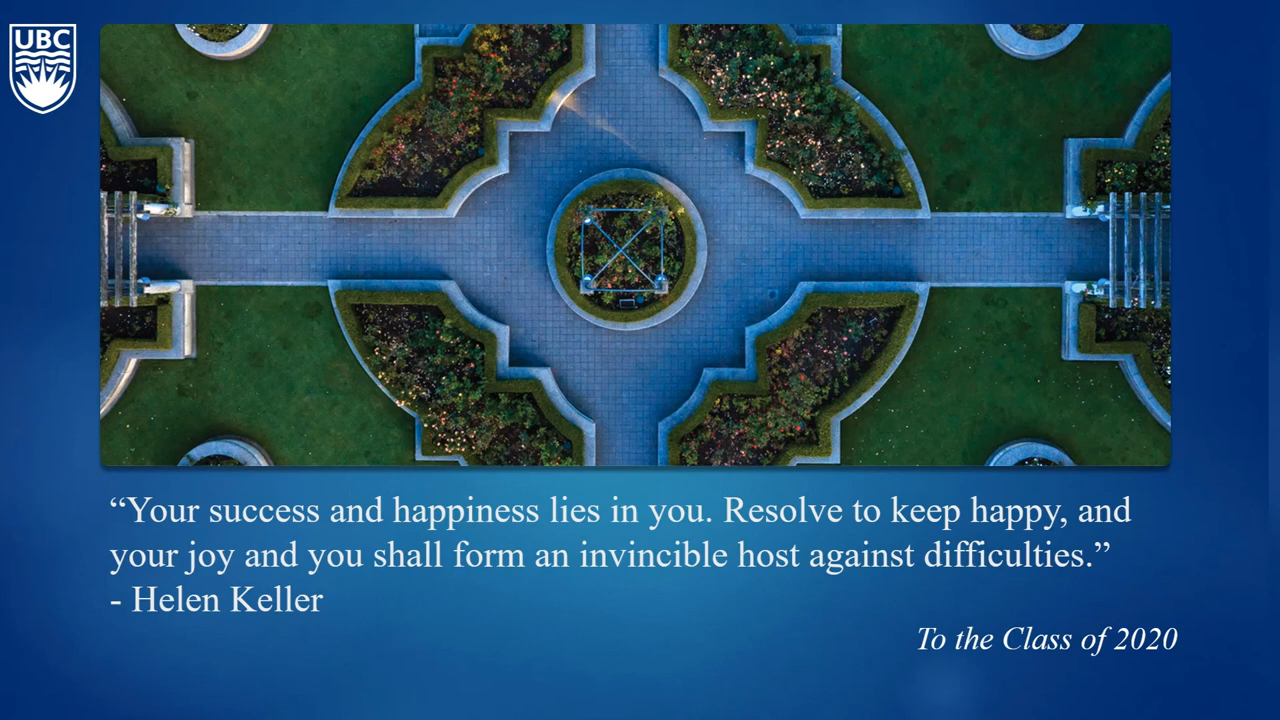 UBC
“Your success and happiness lies in you. Resolve to keep happy, and
your joy and you shall form an invincible host against difficulties.”
- Helen Keller
To the Class of 2020